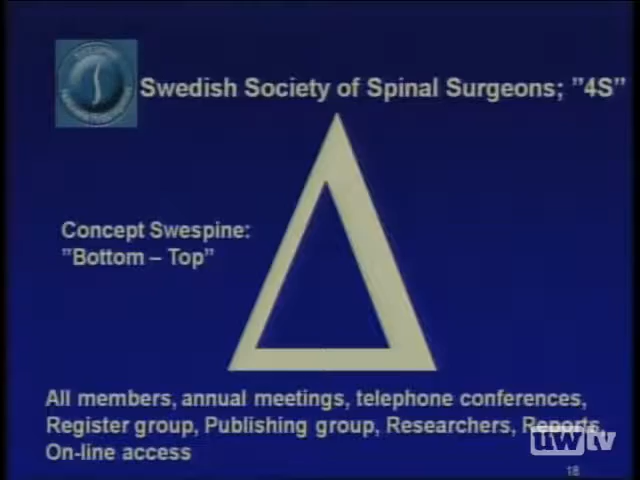 Swedish Society of Spinal Surgeons; ”4S”
Concept Swespine:
”Bottom – Top”
All members, annual meetings, telephone conferences,
Register group, Publishing group, Researchers, Reports,
On-line access
uwtv
18